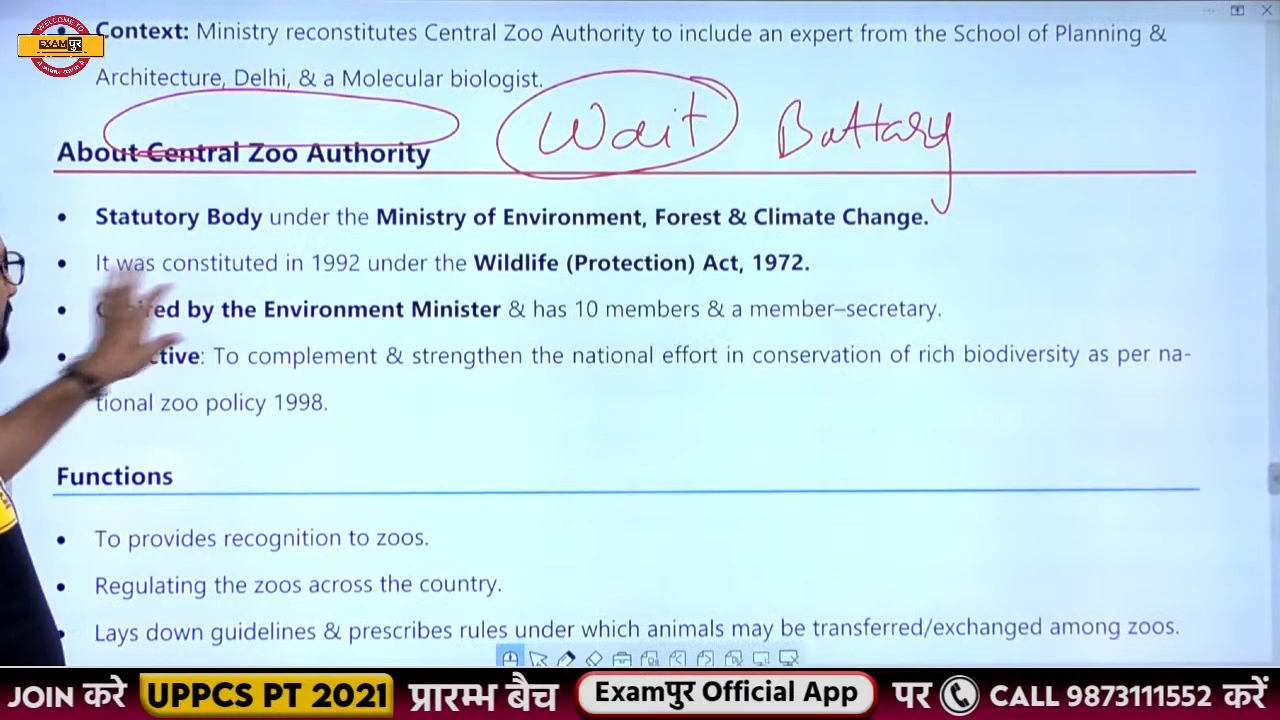 WELCOME TO
EXAMपुर
Context: Ministry reconstitutes Central Zoo Authority to include an expert from the School of Planning &
Architecture, Delhi, & a Molecular biologist.
Wait Battary
About Central Zoo Authority
• Statutory Body under the Ministry of Environment, Forest & Climate Change.
• It was constituted in 1992 under the Wildlife (Protection) Act, 1972.
• by the Environment Minister & has 10 members & a member–secretary.
• : To complement & strengthen the national effort in conservation of rich biodiversity as per na-
tional zoo policy 1998.
Functions
• To provides recognition to zoos.
• Regulating the zoos across the country.
• Lays down guidelines & prescribes rules under which animals may be transferred/exchanged among zoos.
JOIN करे UPPCS PT 2021 प्रारम्भ बैच Examपुर Official App पर CALL 9873111552 करें